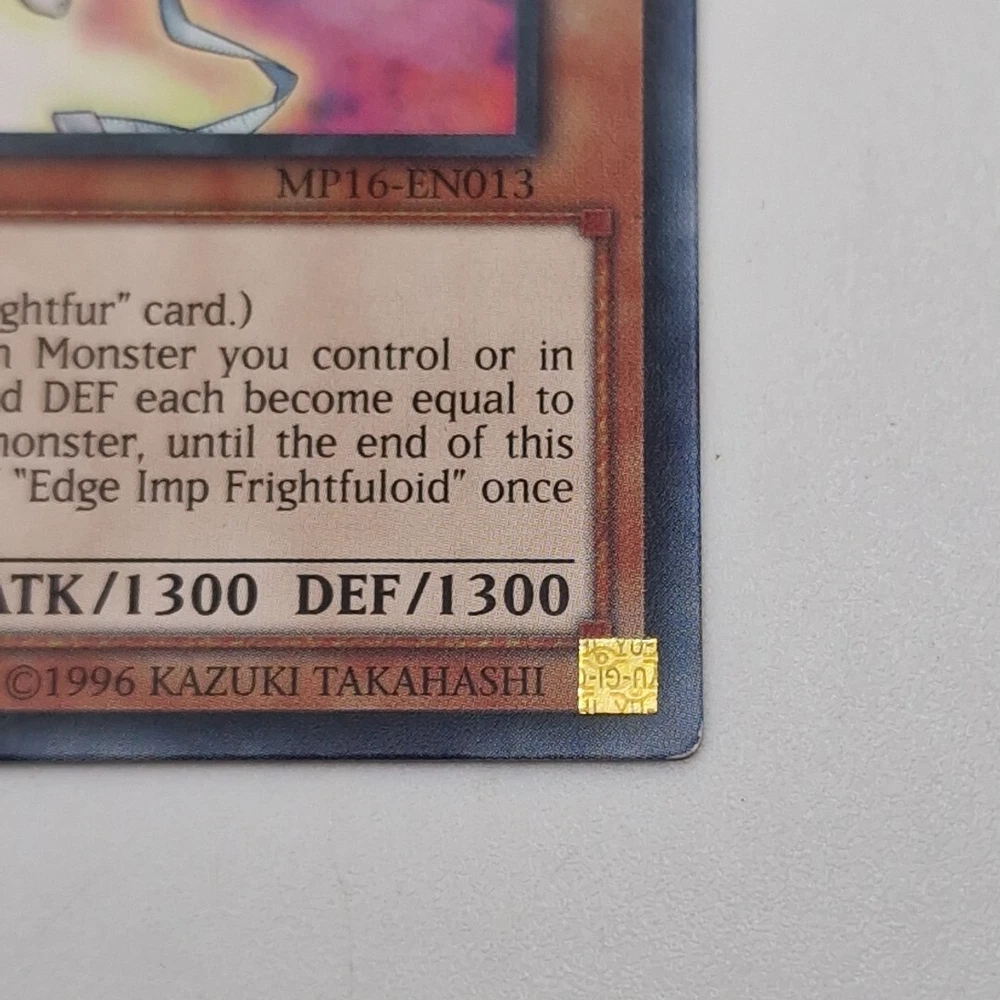 MP16-EN013
ghtfur" card.)
Monster you control or in
d DEF each become equal to
monster, until the end of this
"Edge Imp Frightfuloid" once
ATK/1300 DEF/1300
©1996 KAZUKI TAKAHASHI